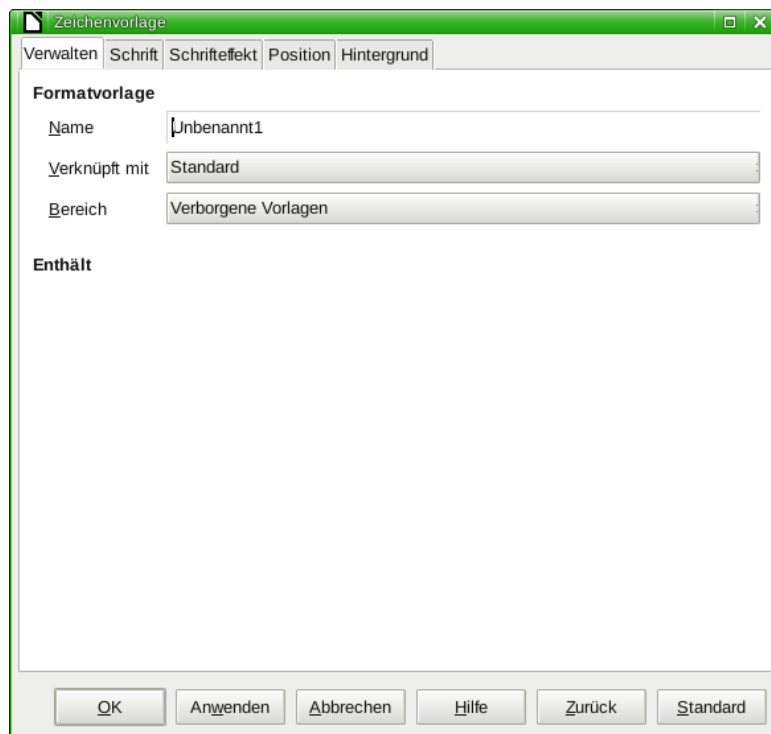 Zeichenvorlage
Verwalten Schrift Schrifteffekt Position Hintergrund
Formatvorlage
Name Unbenannt1
Verknüpft mit Standard
Bereich Verborgene Vorlagen
Enthält
OK Anwenden Abbrechen Hilfe Zurück Standard